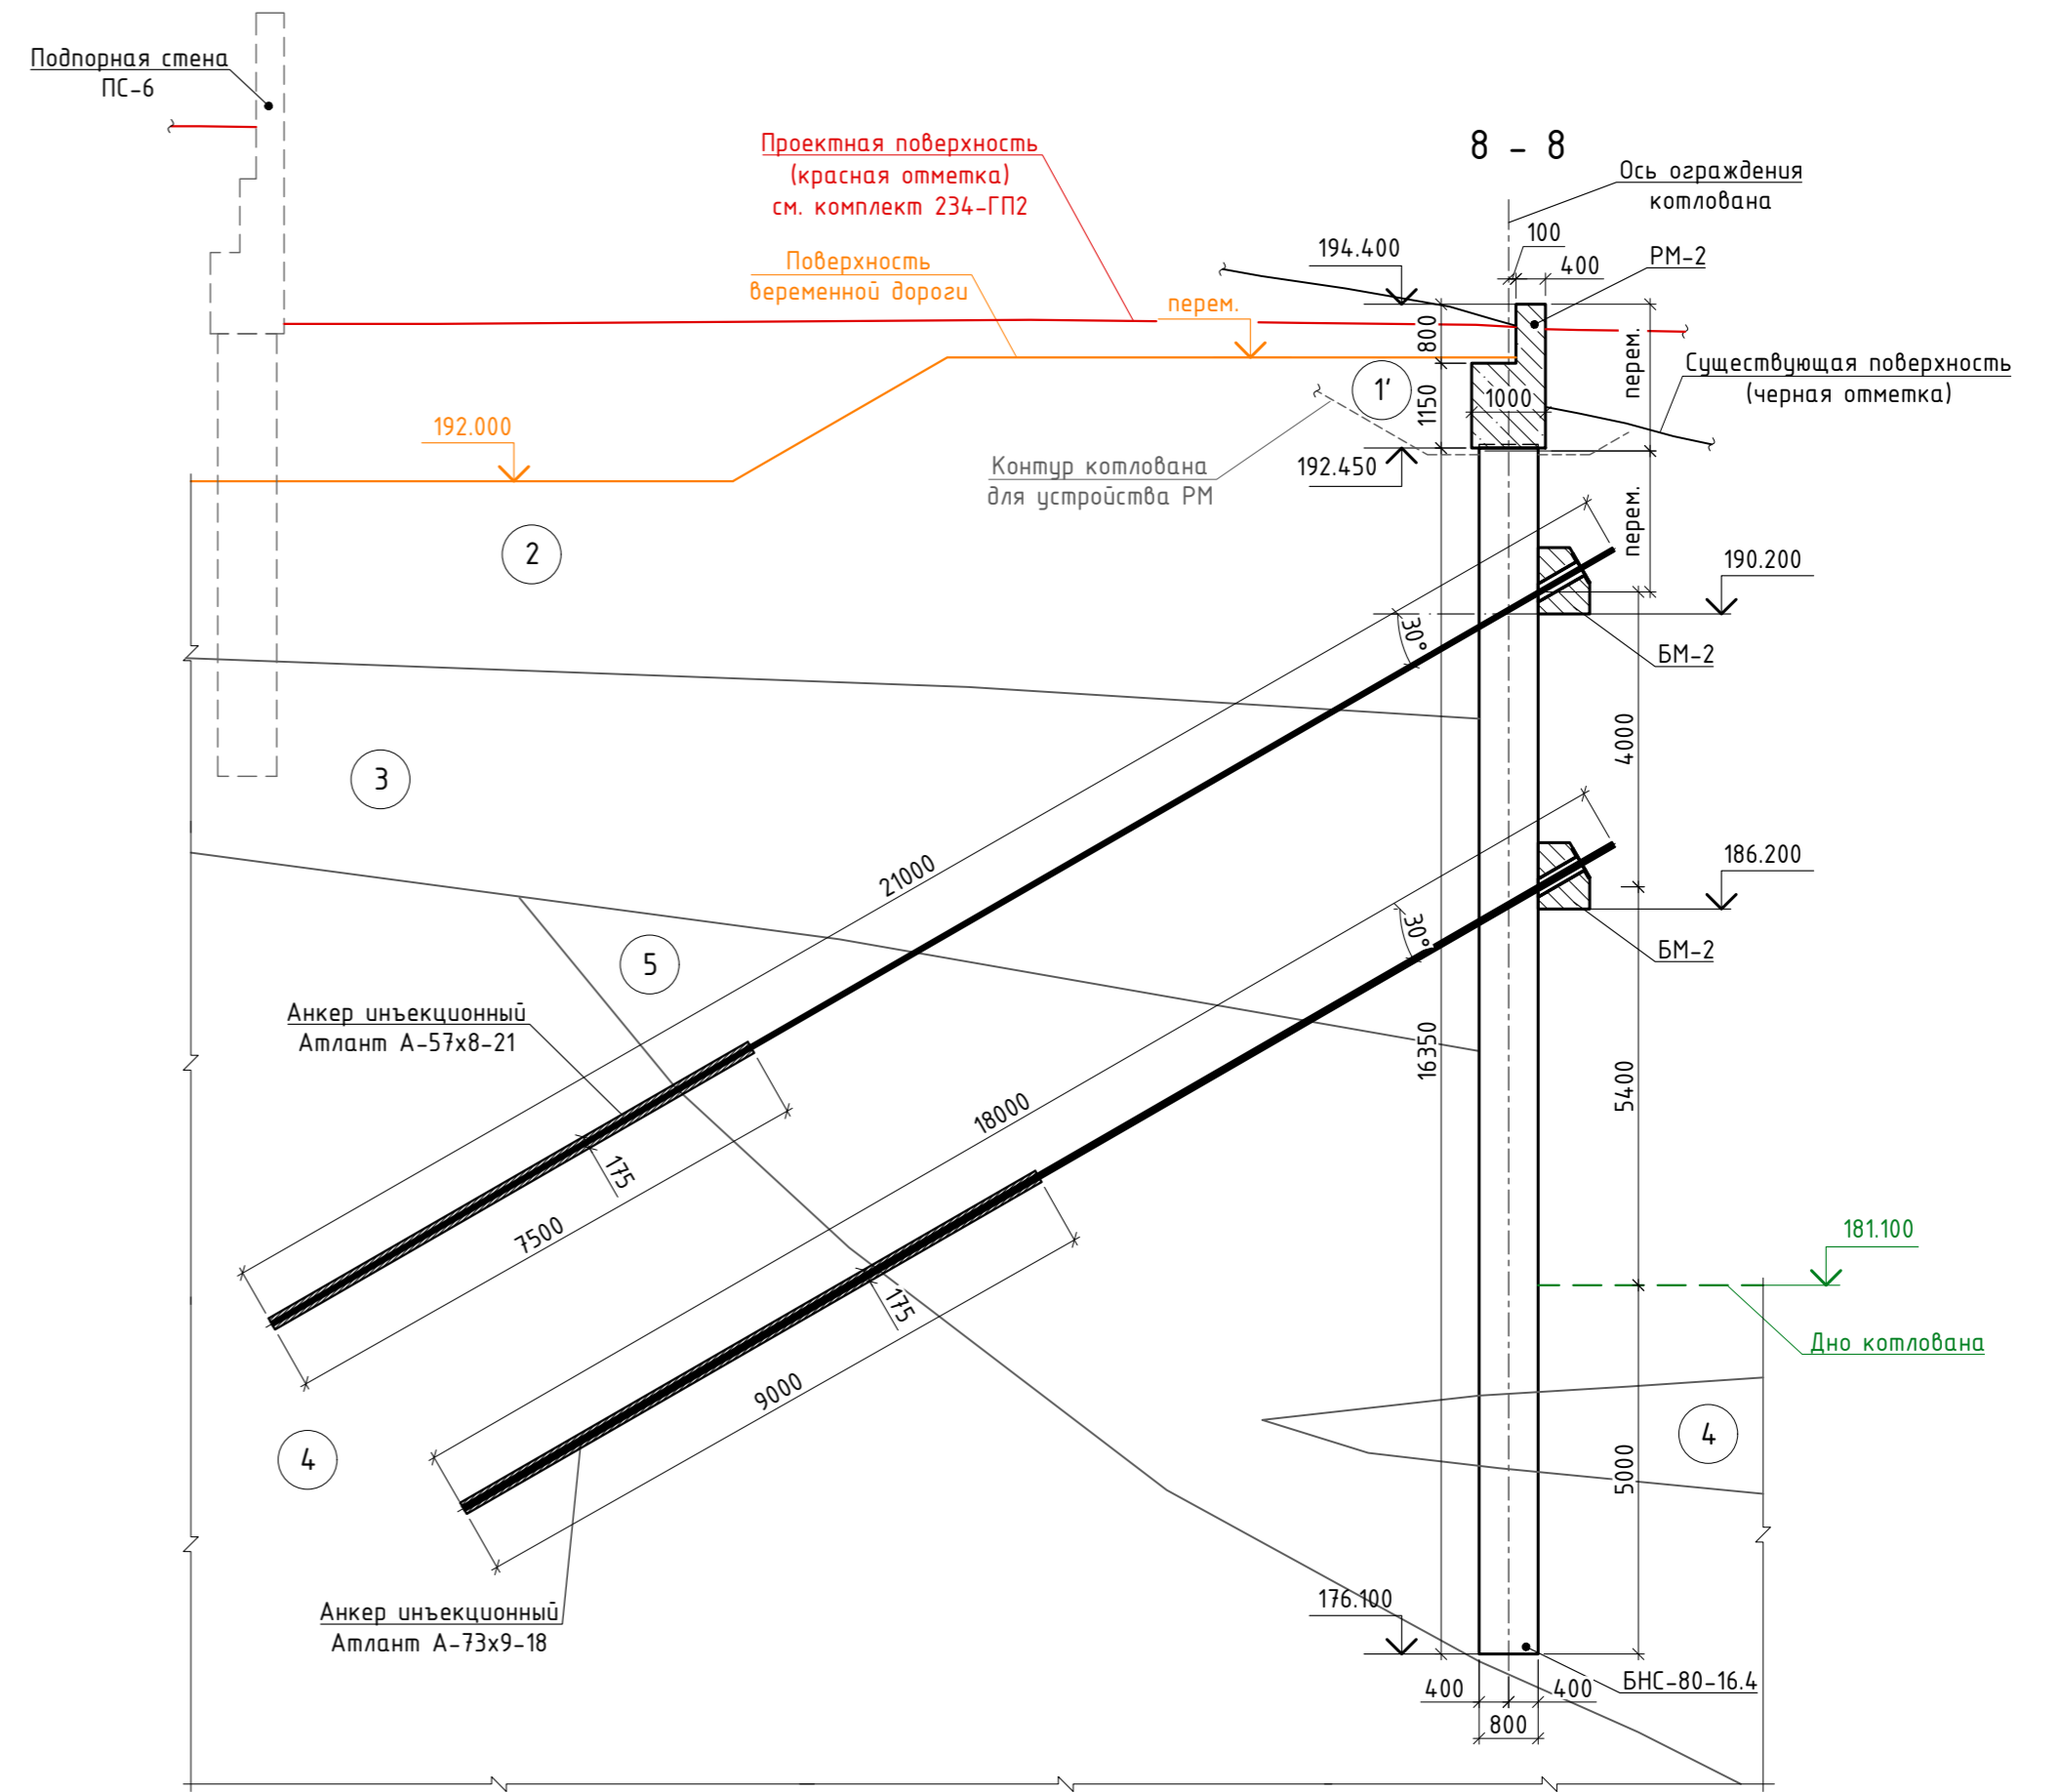 Подпорная стена
ПС-6
Проектная поверхность
(красная отметка)
см. комплект 234-ГП2
8 - 8
Ось ограждения
котлована
100
400
РМ-2
194.400
Поверхность
веременной дороги
перем.
800
перем.
Существующая поверхность
(черная отметка)
1'
1150
1000
192.000
Контур котлована
для устройства РМ
192.450
перем.
2
190.200
30°
БМ-2
3
4000
21000
186.200
30°
БМ-2
5
Анкер инъекционный
Атлант А-57х8-21
16350
5400
18000
175
7500
181.100
175
Дно котлована
9000
4
4
5000
176.100
Анкер инъекционный
Атлант А-73х9-18
БНС-80-16.4
400
400
800